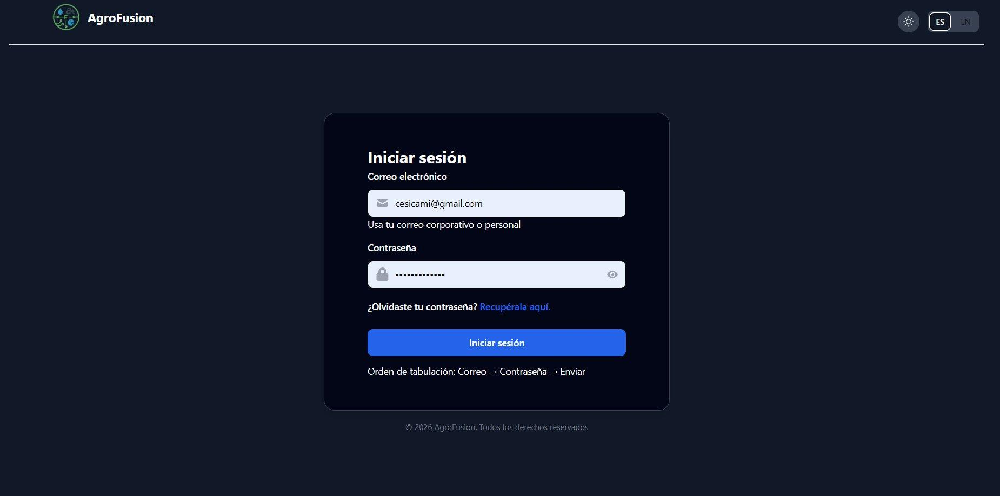 AgroFusion
ES EN
Iniciar sesión
Correo electrónico
cesicami@gmail.com
Usa tu correo corporativo o personal
Contraseña
•••••••••••••
¿Olvidaste tu contraseña? Recupérala aquí.
Iniciar sesión
Orden de tabulación: Correo → Contraseña → Enviar
© 2026 AgroFusion. Todos los derechos reservados